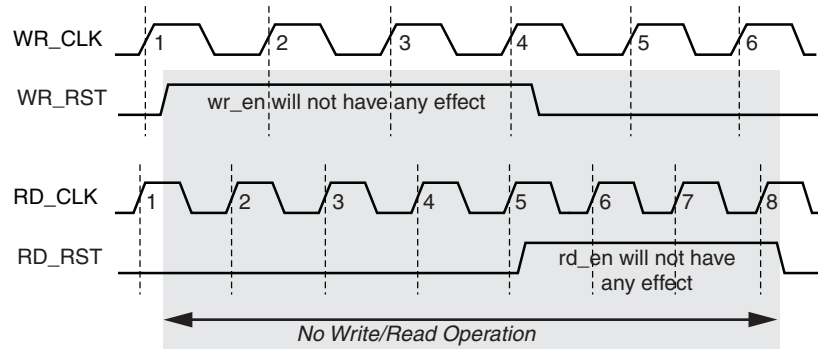 WR_CLK
1 2 3 4 5 6
WR_RST
wr_en will not have any effect
RD_CLK
1 2 3 4 5 6 7 8
RD_RST
rd_en will not have
any effect
No Write/Read Operation